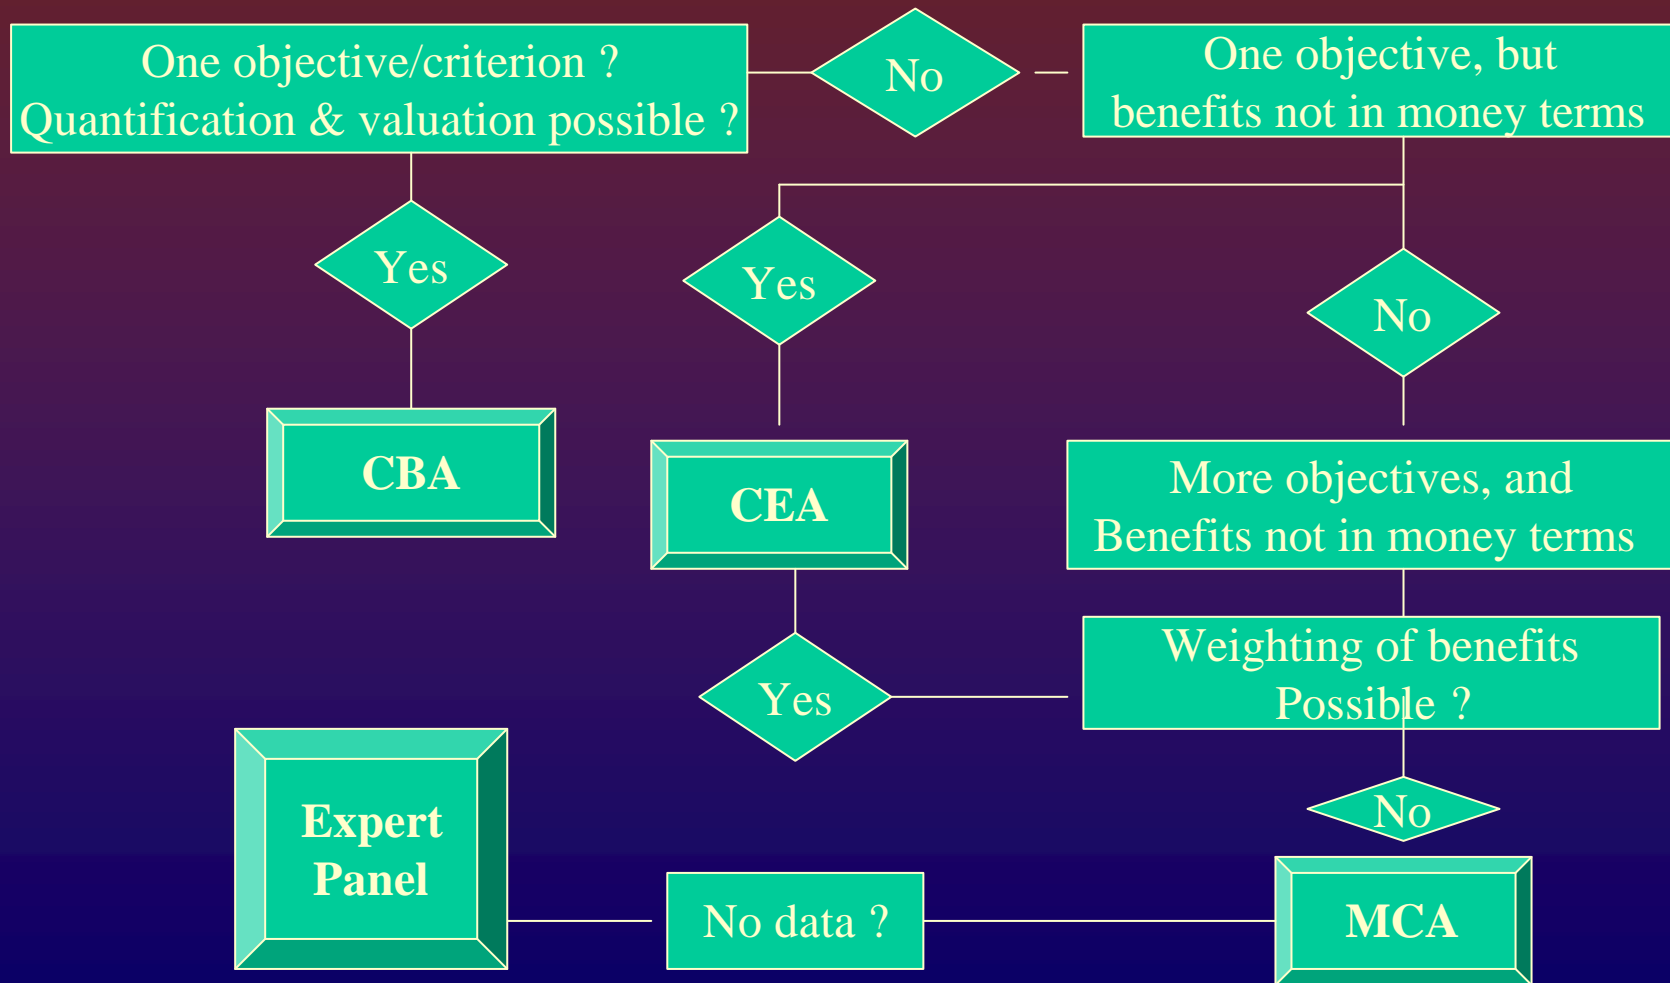 One objective/criterion ?
Quantification & valuation possible ?
No
One objective, but
benefits not in money terms
Yes
Yes
No
CBA
CEA
More objectives, and
Benefits not in money terms
Yes
Weighting of benefits
Possible ?
No
Expert
Panel
No data ?
MCA